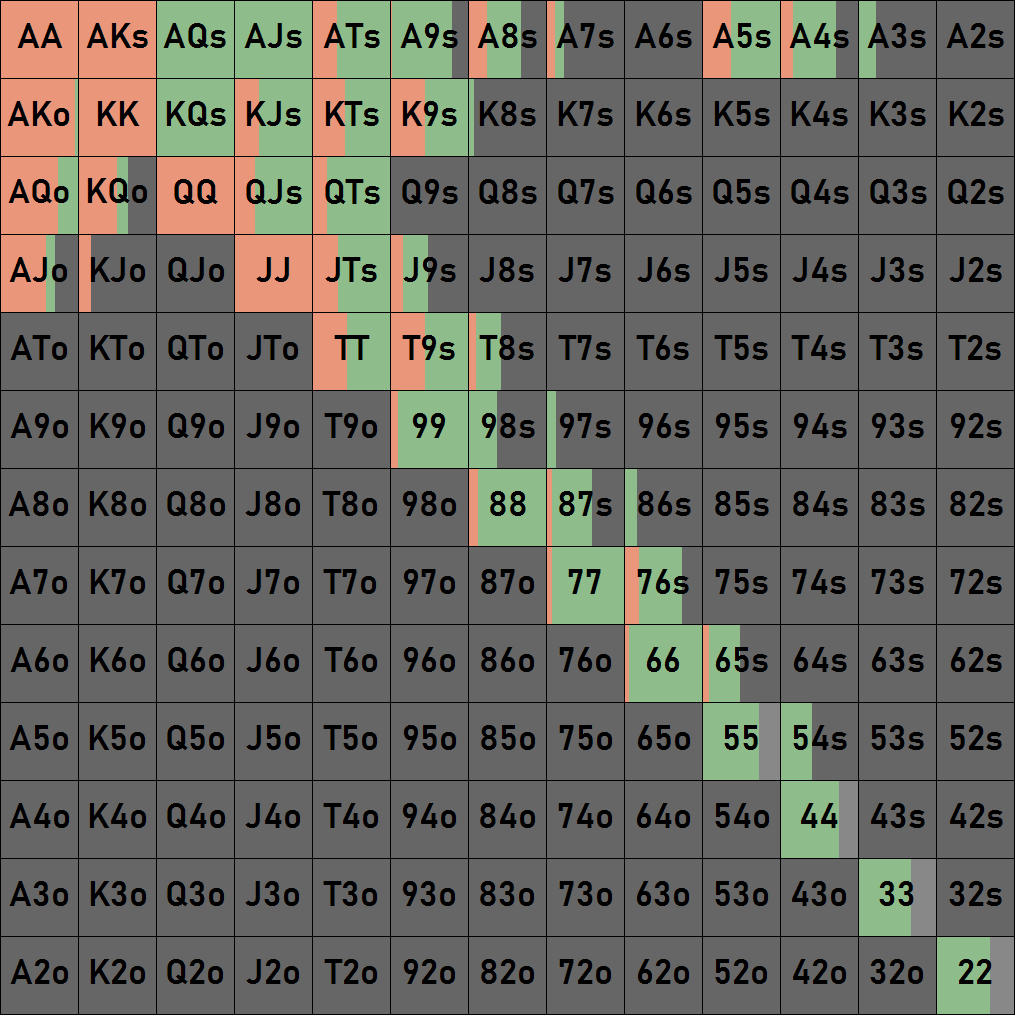 AA AKs AQs AJs ATs A9s A8s A7s A6s A5s A4s A3s A2s
AKo KK KQs KJs KTs K9s K8s K7s K6s K5s K4s K3s K2s
AQo KQo QQ QJs QTs Q9s Q8s Q7s Q6s Q5s Q4s Q3s Q2s
AJo KJo QJo JJ JTs J9s J8s J7s J6s J5s J4s J3s J2s
ATo KTo QTo JTo TT T9s T8s T7s T6s T5s T4s T3s T2s
A9o K9o Q9o J9o T9o 99 98s 97s 96s 95s 94s 93s 92s
A8o K8o Q8o J8o T8o 98o 88 87s 86s 85s 84s 83s 82s
A7o K7o Q7o J7o T7o 97o 87o 77 76s 75s 74s 73s 72s
A6o K6o Q6o J6o T6o 96o 86o 76o 66 65s 64s 63s 62s
A5o K5o Q5o J5o T5o 95o 85o 75o 65o 55 54s 53s 52s
A4o K4o Q4o J4o T4o 94o 84o 74o 64o 54o 44 43s 42s
A3o K3o Q3o J3o T3o 93o 83o 73o 63o 53o 43o 33 32s
A2o K2o Q2o J2o T2o 92o 82o 72o 62o 52o 42o 32o 22